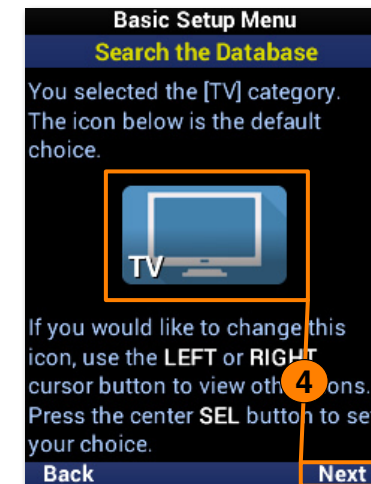 Basic Setup Menu
Search the Database
You selected the [TV] category.
The icon below is the default
choice.
TV
If you would like to change this
icon, use the LEFT or RIGHT
cursor button to view oth ons.
4
Press the center SEL button to se
your choice.
Back Next